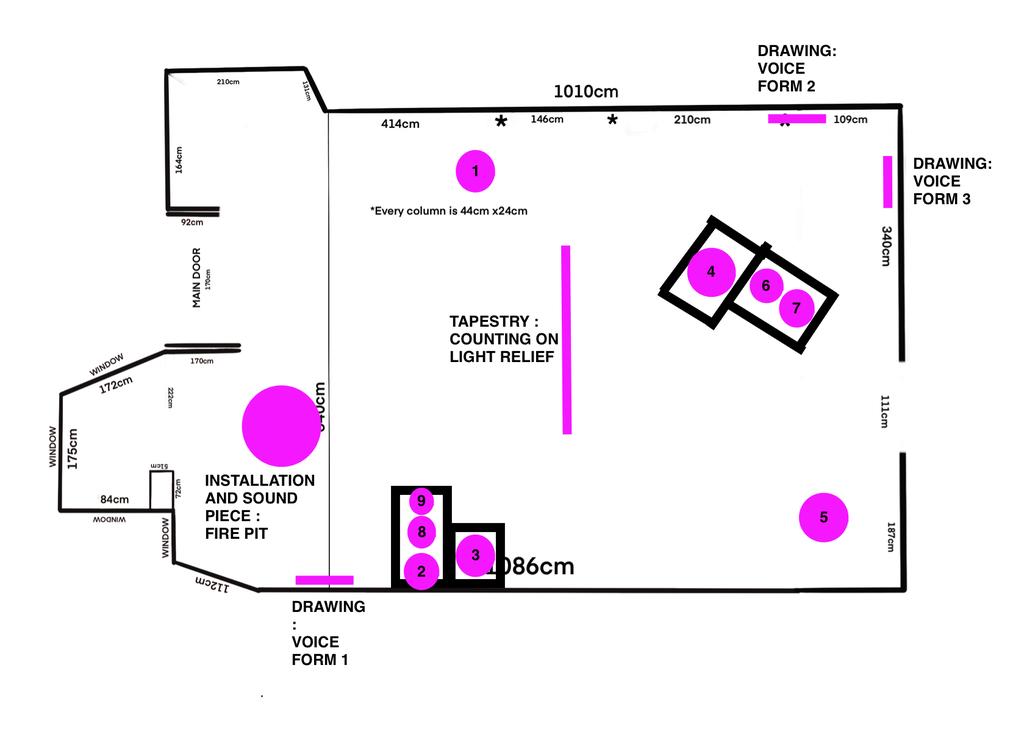 DRAWING:
VOICE
FORM 2
210cm
131cm
1010cm
414cm
*
146cm
*
210cm
*
109cm
164cm
1
DRAWING:
VOICE
FORM 3
*Every column is 44cm x24cm
92cm
340cm
MAIN DOOR
170cm
4
6
7
TAPESTRY :
COUNTING ON
LIGHT RELIEF
170cm
WINDOW
172cm
222cm
111cm
WINDOW
175cm
51cm
72cm
84cm
WINDOW
WINDOW
INSTALLATION
AND SOUND
PIECE :
FIRE PIT
9
8
2
3
5
187cm
1086cm
112cm
DRAWING
:
VOICE
FORM 1